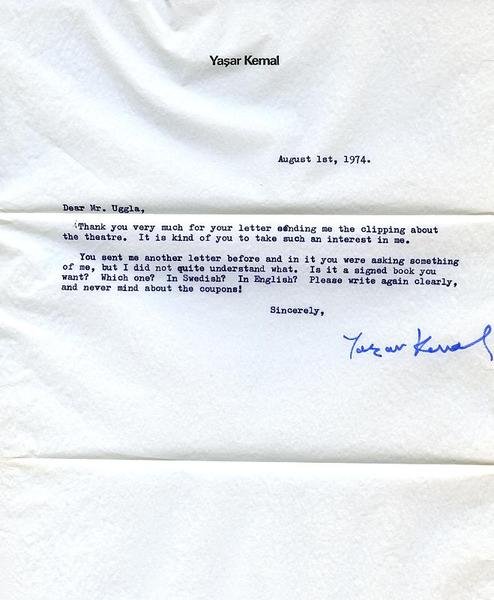 Yaşar Kemal
August 1st, 1974.
Dear Mr. Uggla,
Thank you very much for your letter sending me the clipping about
the theatre. It is kind of you to take such an interest in me.
You sent me another letter before and in it you were asking something
of me, but I did not quite understand what. Is it a signed book you
want? Which one? In Swedish? In English? Please write again clearly,
and never mind about the coupons!
Sincerely,
Yaşar Kemal